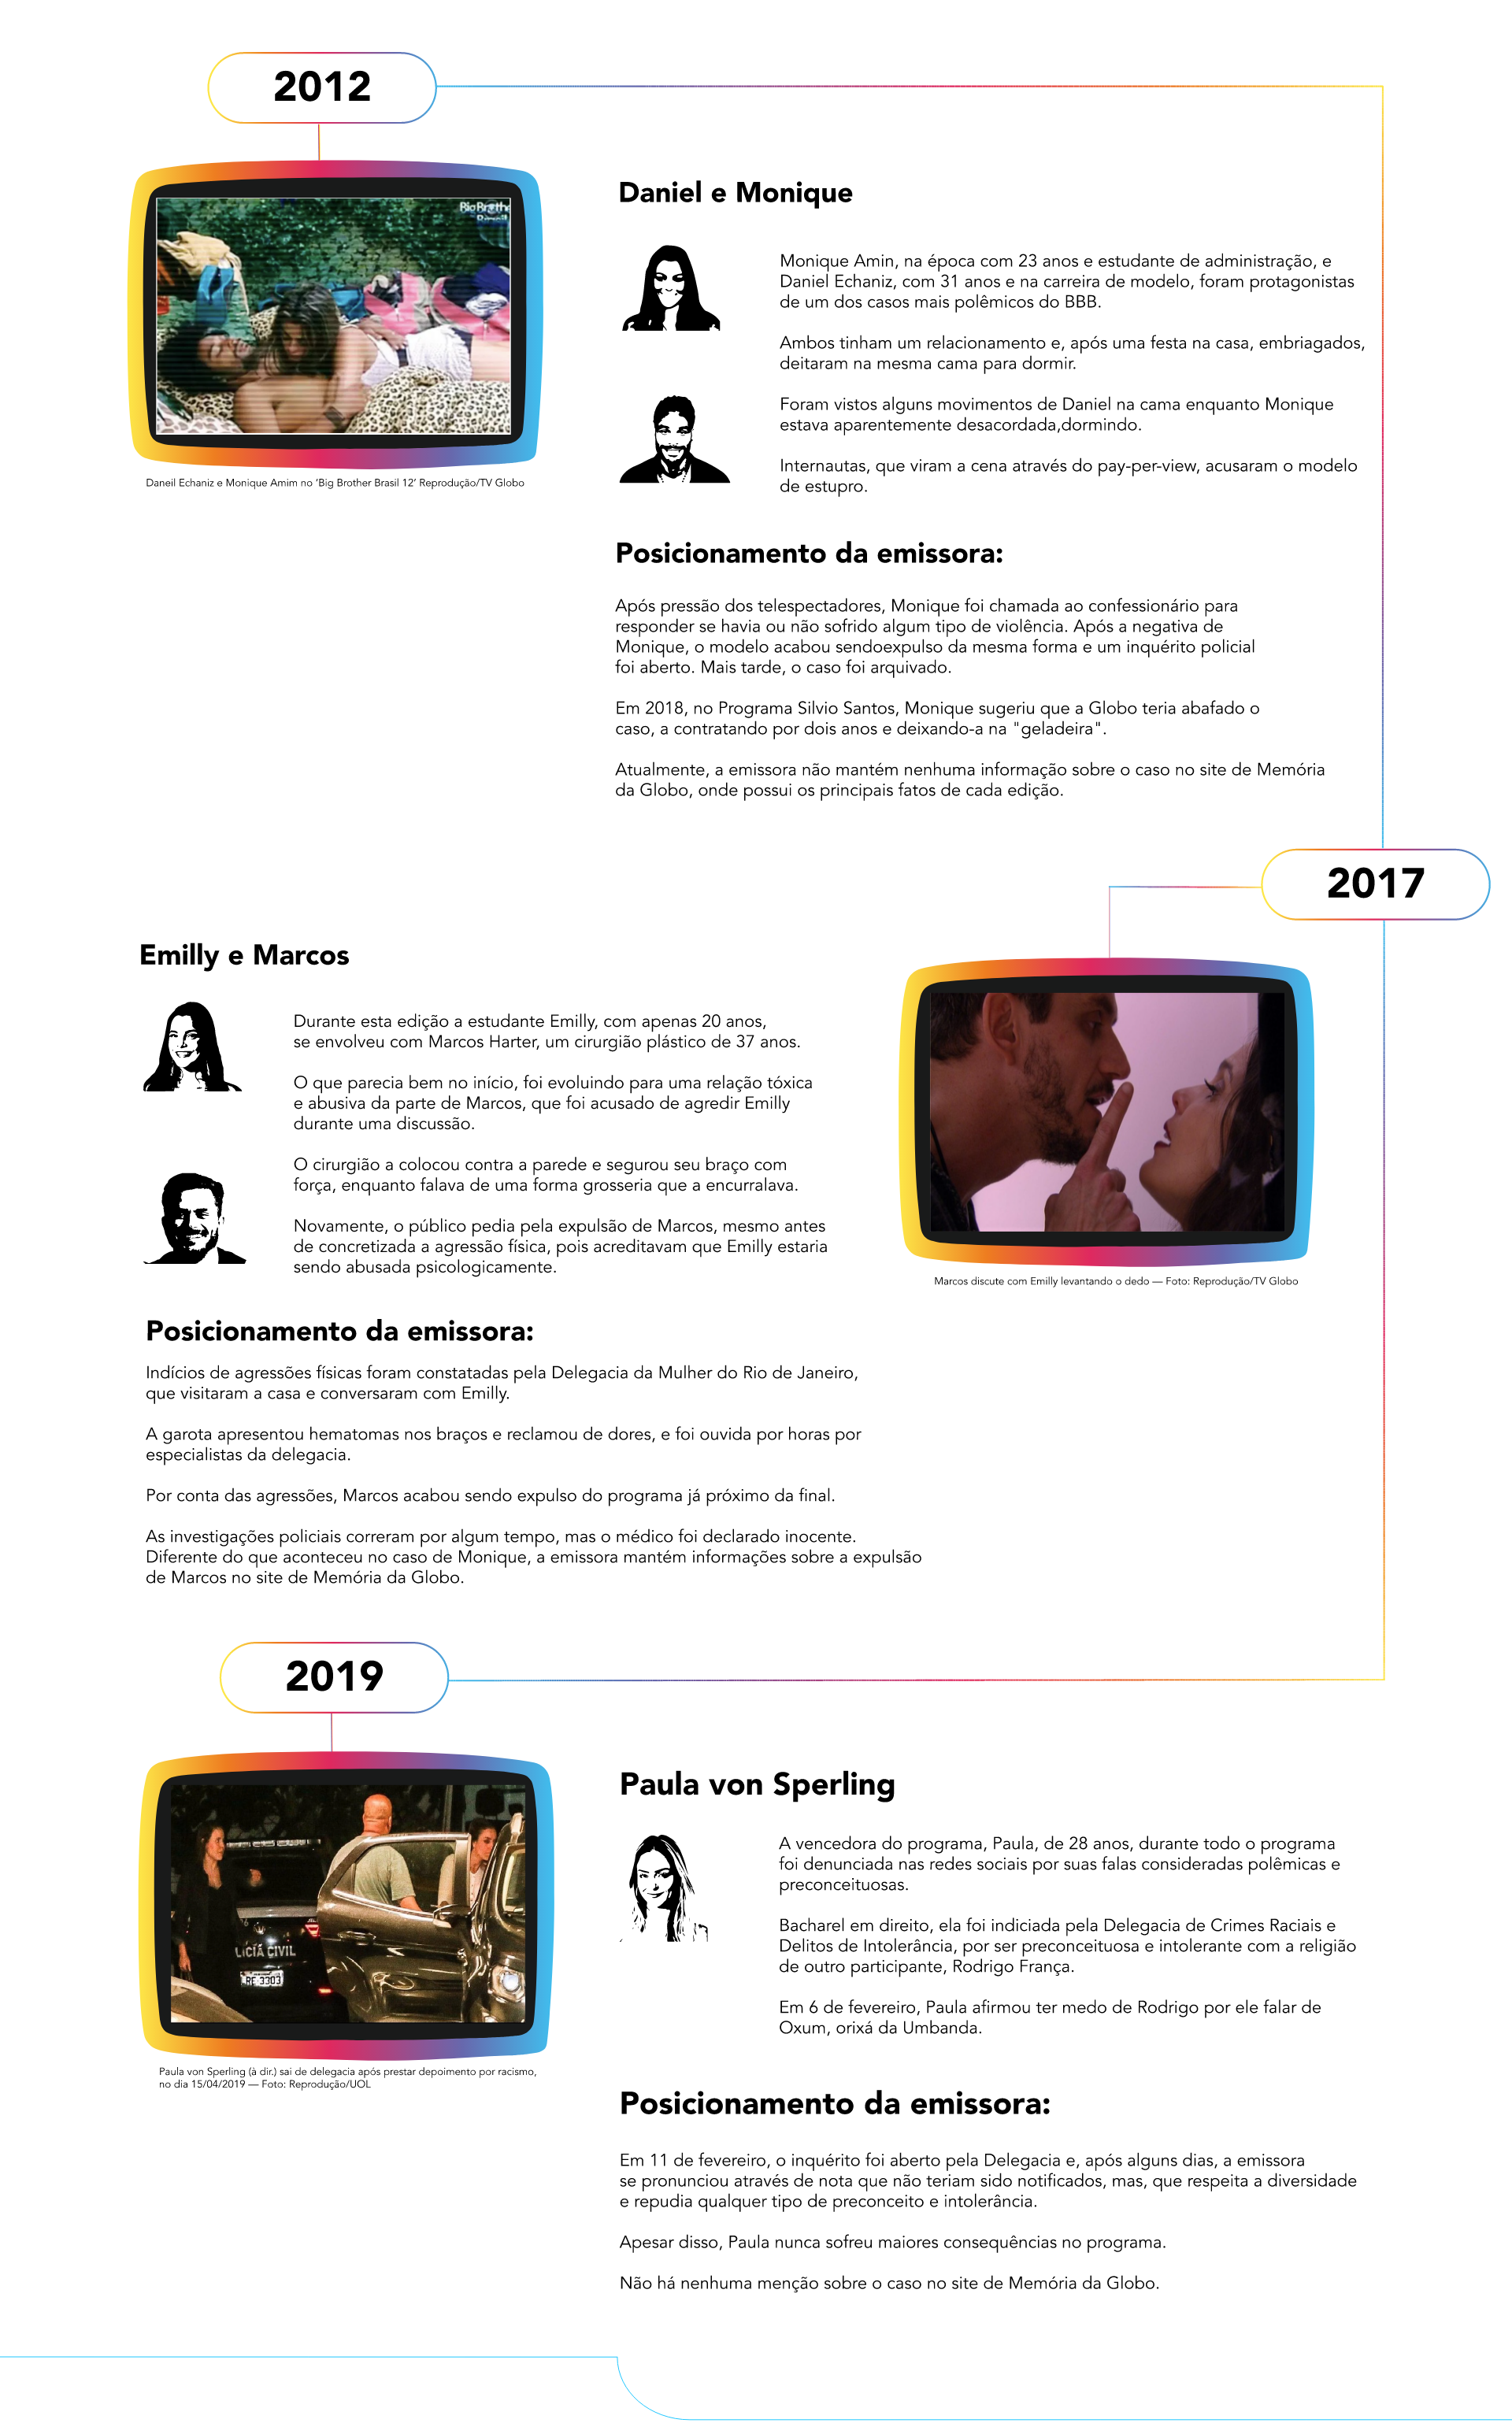 2012
Big Brother
Brasil
Daniel e Monique
Monique Amin, na época com 23 anos e estudante de administração, e
Daniel Echaniz, com 31 anos e na carreira de modelo, foram protagonistas
de um dos casos mais polêmicos do BBB.
Ambos tinham um relacionamento e, após uma festa na casa, embriagados,
deitaram na mesma cama para dormir.
Foram vistos alguns movimentos de Daniel na cama enquanto Monique
estava aparentemente desacordada,dormindo.
Internautas, que viram a cena através do pay-per-view, acusaram o modelo
de estupro.
Daneil Echaniz e Monique Amim no ‘Big Brother Brasil 12’ Reprodução/TV Globo
Posicionamento da emissora:
Após pressão dos telespectadores, Monique foi chamada ao confessionário para
responder se havia ou não sofrido algum tipo de violência. Após a negativa de
Monique, o modelo acabou sendoexpulso da mesma forma e um inquérito policial
foi aberto. Mais tarde, o caso foi arquivado.
Em 2018, no Programa Silvio Santos, Monique sugeriu que a Globo teria abafado o
caso, a contratando por dois anos e deixando-a na "geladeira".
Atualmente, a emissora não mantém nenhuma informação sobre o caso no site de Memória
da Globo, onde possui os principais fatos de cada edição.
2017
Emilly e Marcos
Durante esta edição a estudante Emilly, com apenas 20 anos,
se envolveu com Marcos Harter, um cirurgião plástico de 37 anos.
O que parecia bem no início, foi evoluindo para uma relação tóxica
e abusiva da parte de Marcos, que foi acusado de agredir Emilly
durante uma discussão.
O cirurgião a colocou contra a parede e segurou seu braço com
força, enquanto falava de uma forma grosseria que a encurralava.
Novamente, o público pedia pela expulsão de Marcos, mesmo antes
de concretizada a agressão física, pois acreditavam que Emilly estaria
sendo abusada psicologicamente.
Marcos discute com Emilly levantando o dedo — Foto: Reprodução/TV Globo
Posicionamento da emissora:
Indícios de agressões físicas foram constatadas pela Delegacia da Mulher do Rio de Janeiro,
que visitaram a casa e conversaram com Emilly.
A garota apresentou hematomas nos braços e reclamou de dores, e foi ouvida por horas por
especialistas da delegacia.
Por conta das agressões, Marcos acabou sendo expulso do programa já próximo da final.
As investigações policiais correram por algum tempo, mas o médico foi declarado inocente.
Diferente do que aconteceu no caso de Monique, a emissora mantém informações sobre a expulsão
de Marcos no site de Memória da Globo.
2019
LICÍA CIVIL
RE 3303
Paula von Sperling (à dir.) sai de delegacia após prestar depoimento por racismo,
no dia 15/04/2019 — Foto: Reprodução/UOL
Paula von Sperling
A vencedora do programa, Paula, de 28 anos, durante todo o programa
foi denunciada nas redes sociais por suas falas consideradas polêmicas e
preconceituosas.
Bacharel em direito, ela foi indiciada pela Delegacia de Crimes Raciais e
Delitos de Intolerância, por ser preconceituosa e intolerante com a religião
de outro participante, Rodrigo França.
Em 6 de fevereiro, Paula afirmou ter medo de Rodrigo por ele falar de
Oxum, orixá da Umbanda.
Posicionamento da emissora:
Em 11 de fevereiro, o inquérito foi aberto pela Delegacia e, após alguns dias, a emissora
se pronunciou através de nota que não teriam sido notificados, mas, que respeita a diversidade
e repudia qualquer tipo de preconceito e intolerância.
Apesar disso, Paula nunca sofreu maiores consequências no programa.
Não há nenhuma menção sobre o caso no site de Memória da Globo.